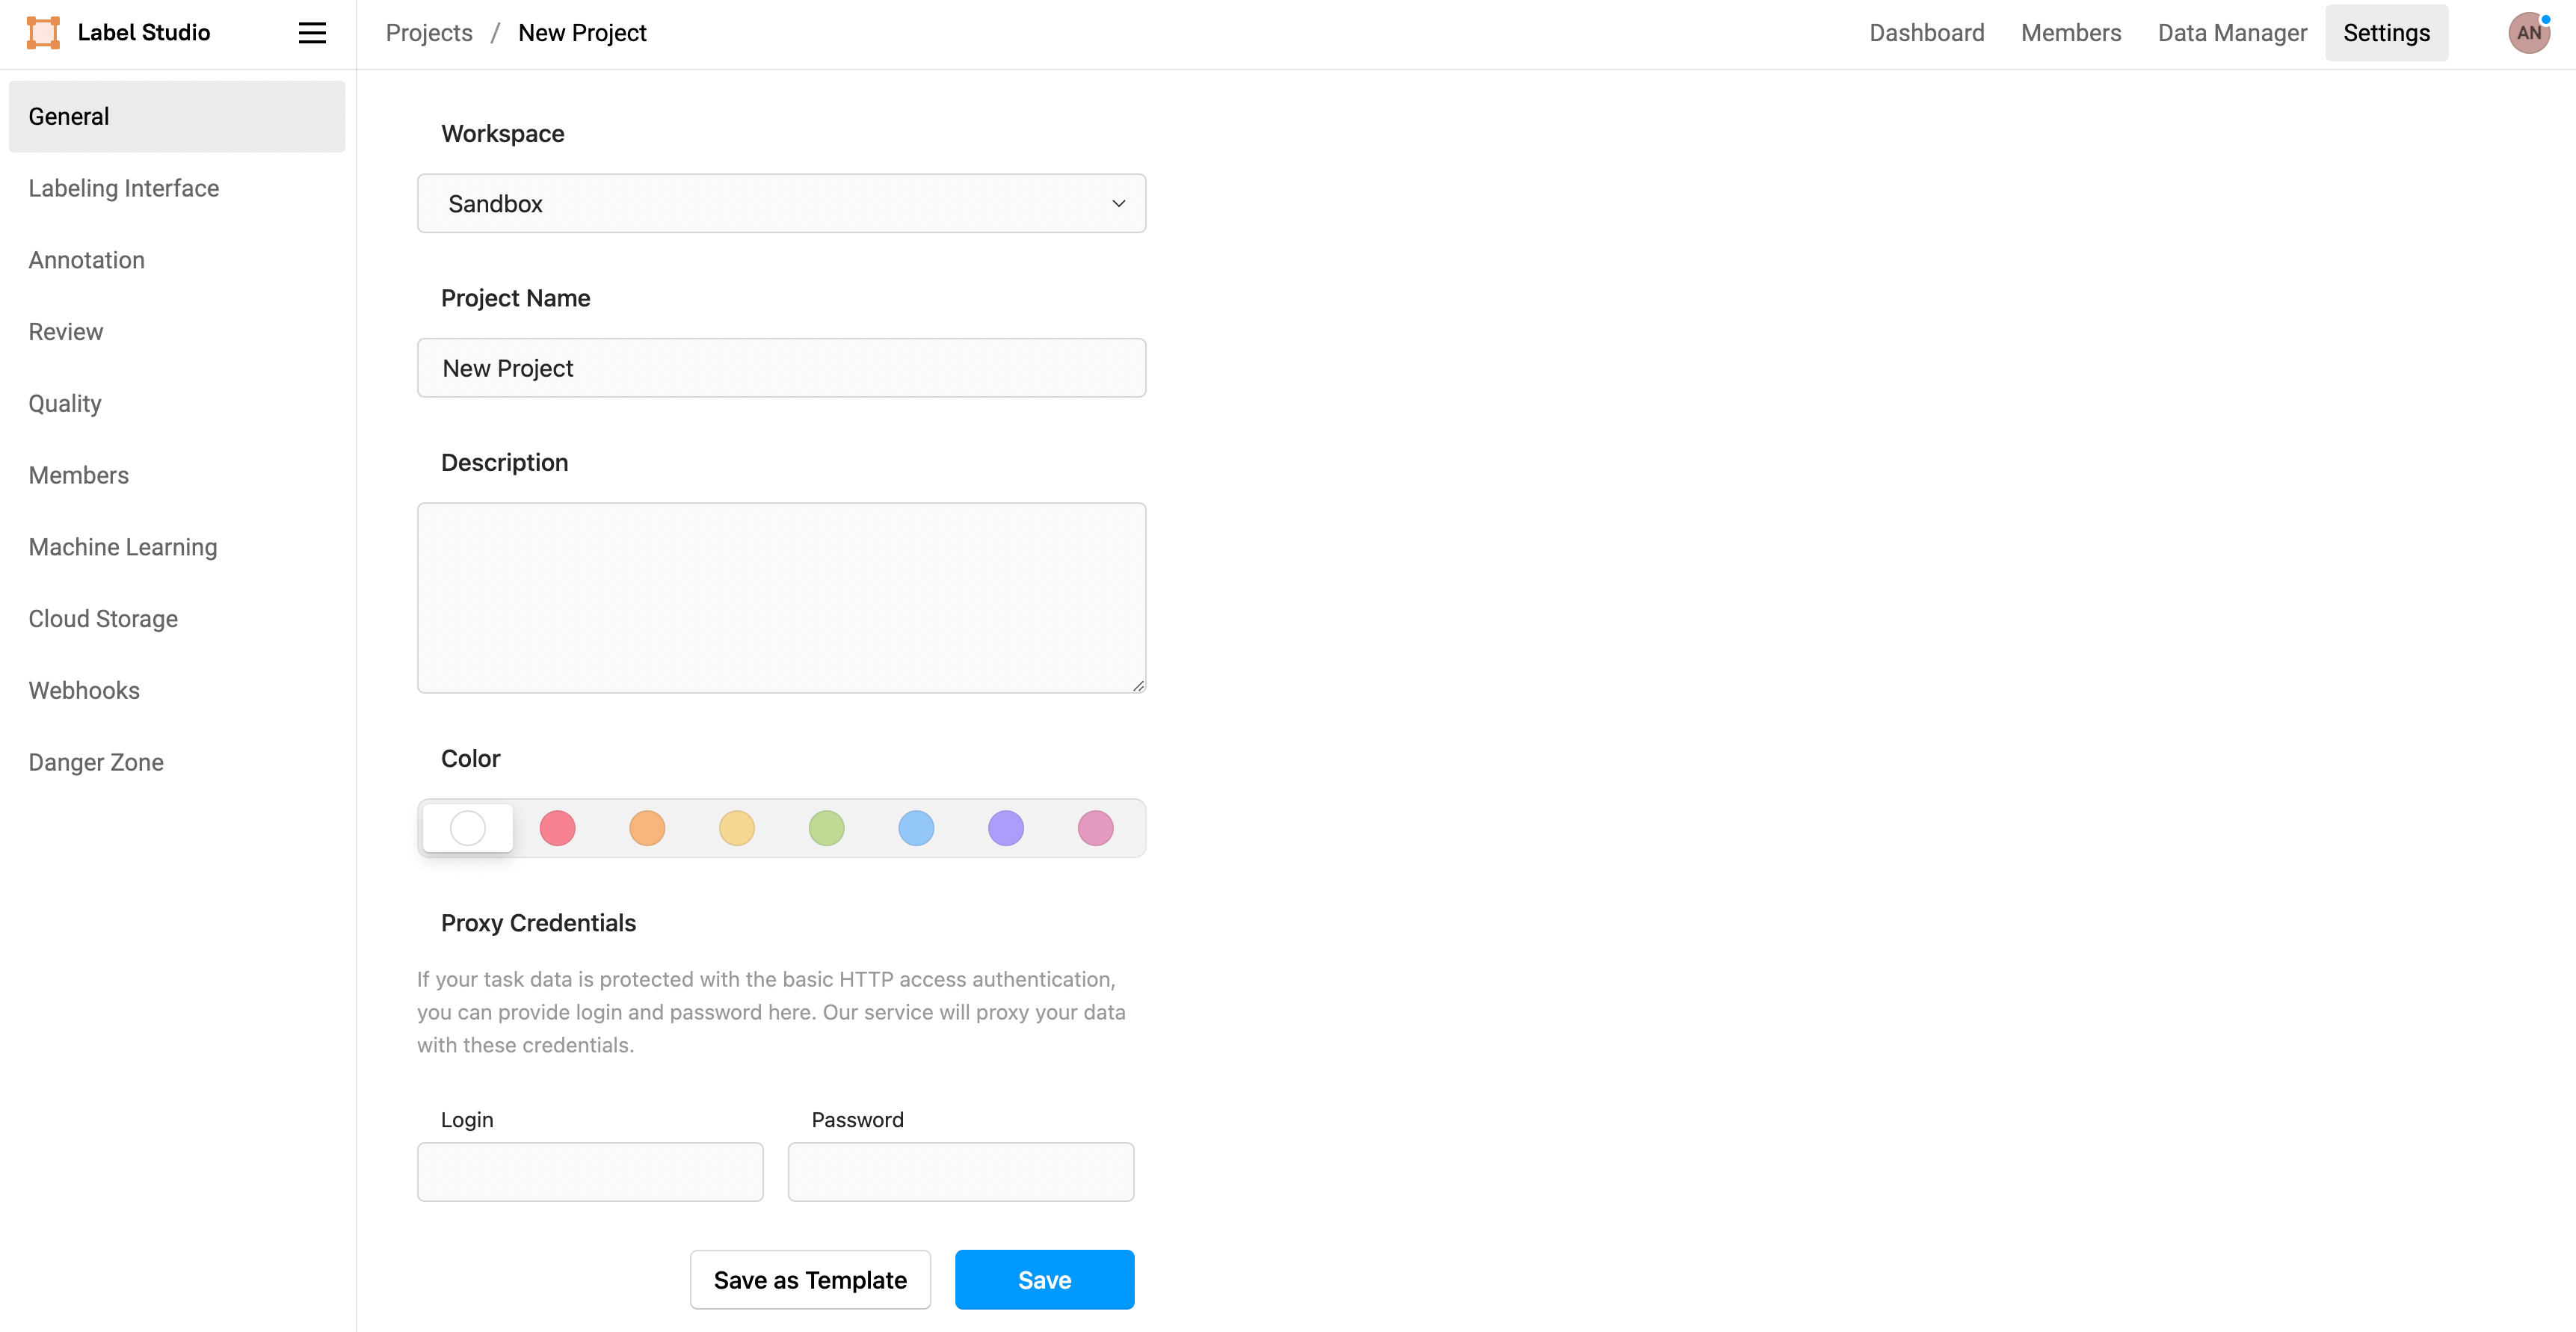 Label Studio
Projects / New Project
Dashboard
Members
Data Manager
Settings
AN
General
Labeling Interface
Annotation
Review
Quality
Members
Machine Learning
Cloud Storage
Webhooks
Danger Zone
Workspace
Sandbox
Project Name
New Project
Description
Color
Proxy Credentials
If your task data is protected with the basic HTTP access authentication,
you can provide login and password here. Our service will proxy your data
with these credentials.
Login
Password
Save as Template
Save